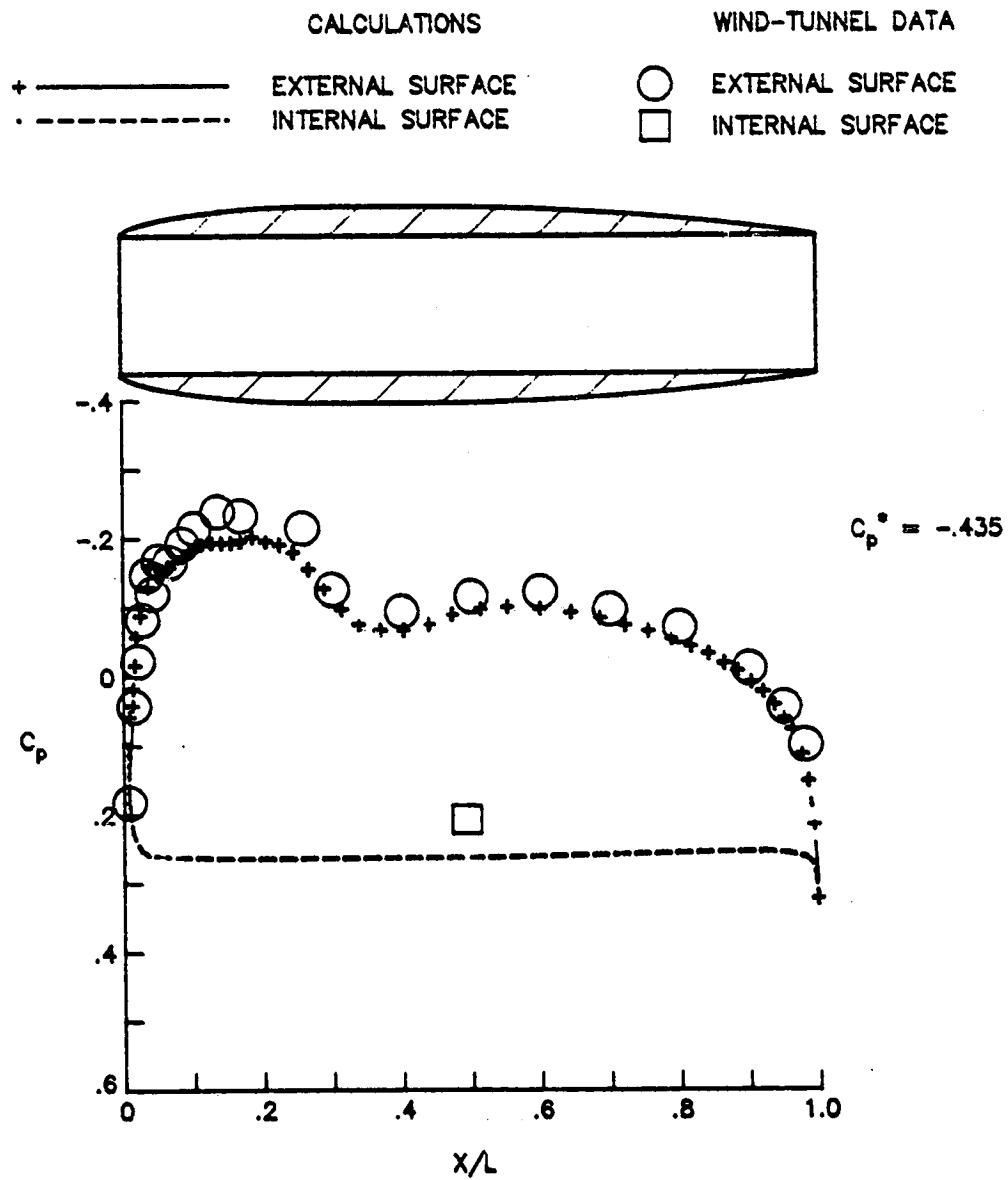 CALCULATIONS
WIND-TUNNEL DATA
EXTERNAL SURFACE
INTERNAL SURFACE
EXTERNAL SURFACE
INTERNAL SURFACE
-.4
-.2
0
.2
.4
.6
Cp
Cp* = -.435
0
.2
.4
.6
.8
1.0
X/L